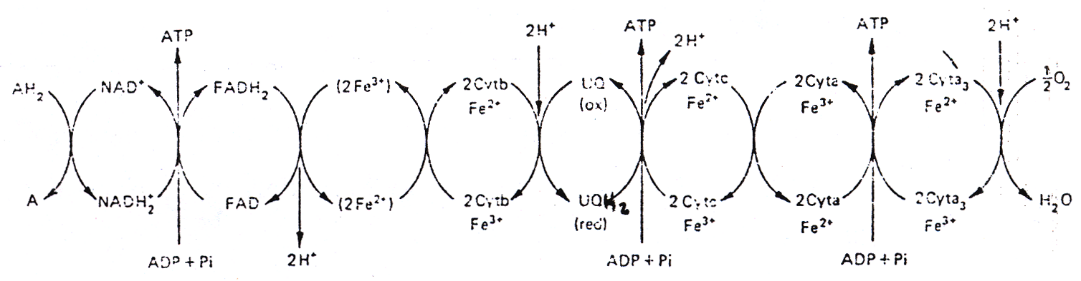 ATP 2H⁺ ATP 2H⁺ ATP 2H⁺
AH₂ NAD⁺ FADH₂ (2Fe³⁺) 2Cytb UQ 2 Cytc 2Cyta 2 Cyta₃ ½O₂
Fe²⁺ (ox) Fe²⁺ Fe³⁺ Fe²⁺
A NADH₂⁺ FAD (2Fe²⁺) 2Cytb UQH₂ 2 Cytc 2 Cyta 2Cyta₃ H₂O
Fe³⁺ (red) Fe³⁺ Fe²⁺ Fe³⁺
ADP + Pi 2H⁺ ADP + Pi ADP + Pi